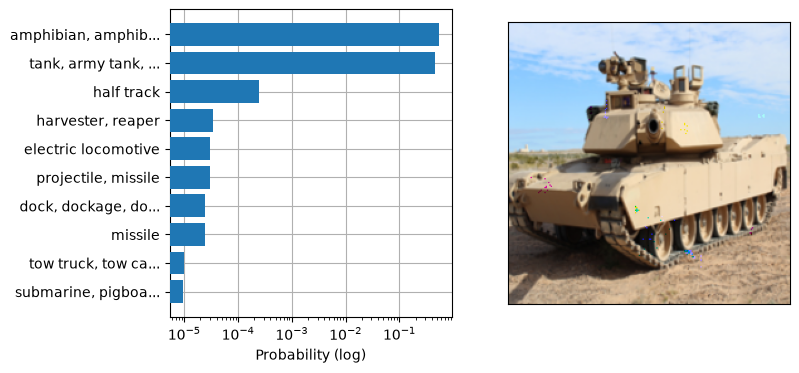 amphibian, amphib...
tank, army tank, ...
half track
harvester, reaper
electric locomotive
projectile, missile
dock, dockage, do...
missile
tow truck, tow ca...
submarine, pigboa...
10⁻⁵ 10⁻⁴ 10⁻³ 10⁻² 10⁻¹
Probability (log)